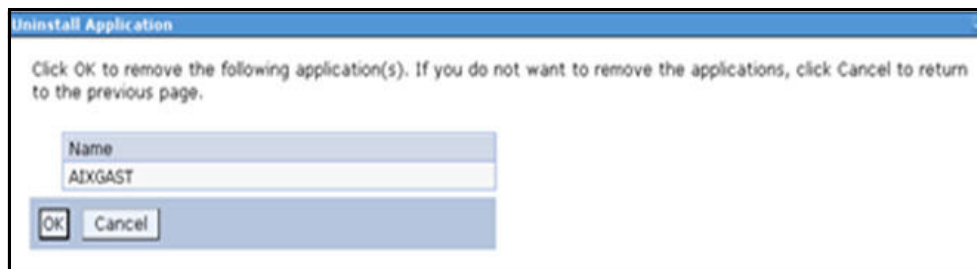 Uninstall Application
Click OK to remove the following application(s). If you do not want to remove the applications, click Cancel to return
to the previous page.
Name
AIXGAST
OK Cancel